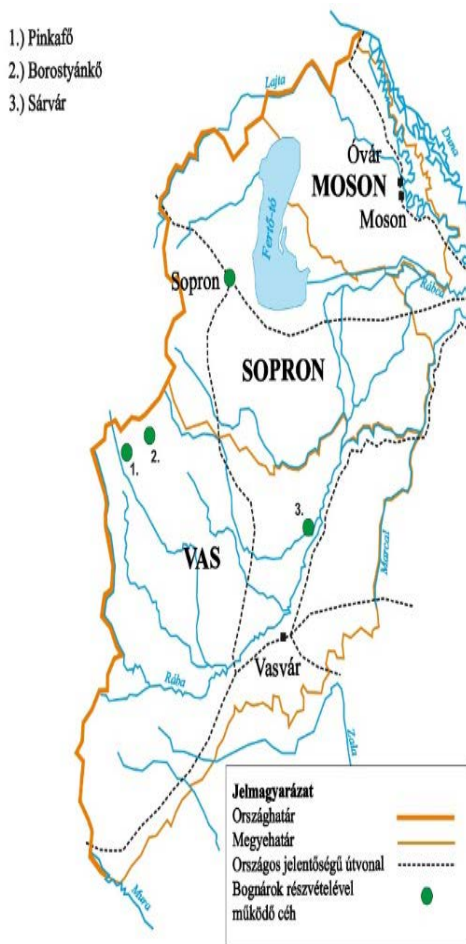 1.) Pinkafő
2.) Borostyánkő
3.) Sárvár
Lajta
Duna
Óvár
MOSON
Moson
Fertő-tó
Sopron
Rábca
SOPRON
1.
2.
3.
VAS
Marcal
Vasvár
Rába
Zala
Mura
Jelmagyarázat
Országhatár
Megyehatár
Országos jelentőségű útvonal
Bognárok részvételével
működő céh